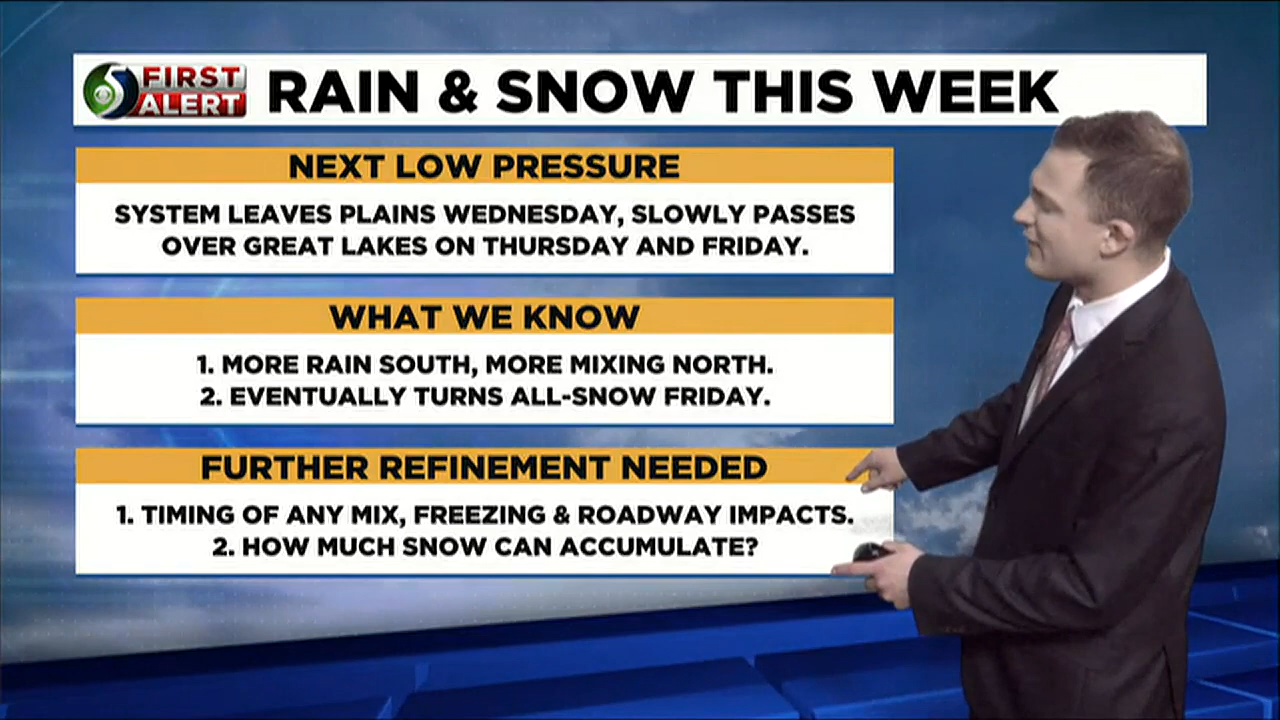 5 FIRST
ALERT
RAIN & SNOW THIS WEEK
NEXT LOW PRESSURE
SYSTEM LEAVES PLAINS WEDNESDAY, SLOWLY PASSES
OVER GREAT LAKES ON THURSDAY AND FRIDAY.
WHAT WE KNOW
1. MORE RAIN SOUTH, MORE MIXING NORTH.
2. EVENTUALLY TURNS ALL-SNOW FRIDAY.
FURTHER REFINEMENT NEEDED
1. TIMING OF ANY MIX, FREEZING & ROADWAY IMPACTS.
2. HOW MUCH SNOW CAN ACCUMULATE?